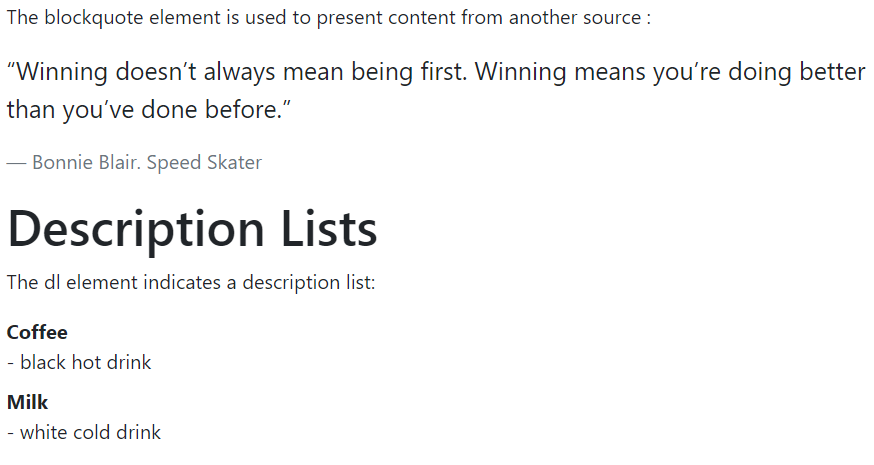 The blockquote element is used to present content from another source :
“Winning doesn’t always mean being first. Winning means you’re doing better
than you’ve done before.”
— Bonnie Blair. Speed Skater
Description Lists
The dl element indicates a description list:
Coffee
- black hot drink
Milk
- white cold drink